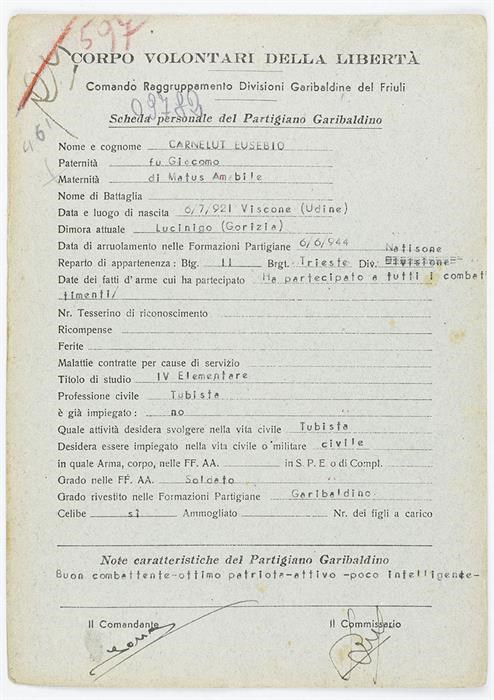 597
CORPO VOLONTARI DELLA LIBERTÀ
Comando Raggruppamento Divisioni Garibaldine del Friuli
Scheda personale del Partigiano Garibaldino
461
Nome e cognome CARNELUT EUSEBIO
Paternità fu Giacomo
Maternità di Matus Amabile
Nome di Battaglia
Data e luogo di nascita 6/7/921 Viscone (Udine)
Dimora attuale Lucinigo (Gorizia)
Data di arruolamento nelle Formazioni Partigiane 6/6/944 Natisone
Reparto di appartenenza: Btg. II Brgt. Trieste Div. Divisione
Date dei fatti d'arme cui ha partecipato Ha partecipato a tutti i combat
timenti/
Nr. Tesserino di riconoscimento
Ricompense
Ferite
Malattie contratte per cause di servizio
Titolo di studio IV Elementare
Professione civile Tubista
è già impiegato: no
Quale attività desidera svolgere nella vita civile Tubista
Desidera essere impiegato nella vita civile o militare civile
in quale Arma, corpo, nelle FF. AA. in S. P. E o di Compl.
Grado nelle FF. AA. Soldato
Grado rivestito nelle Formazioni Partigiane Garibaldino
Celibe sì Ammogliato Nr. dei figli a carico
Note caratteristiche del Partigiano Garibaldino
Buon combattente-ottimo patriota-attivo -poco intelligente-
Il Comandante Il Commissario